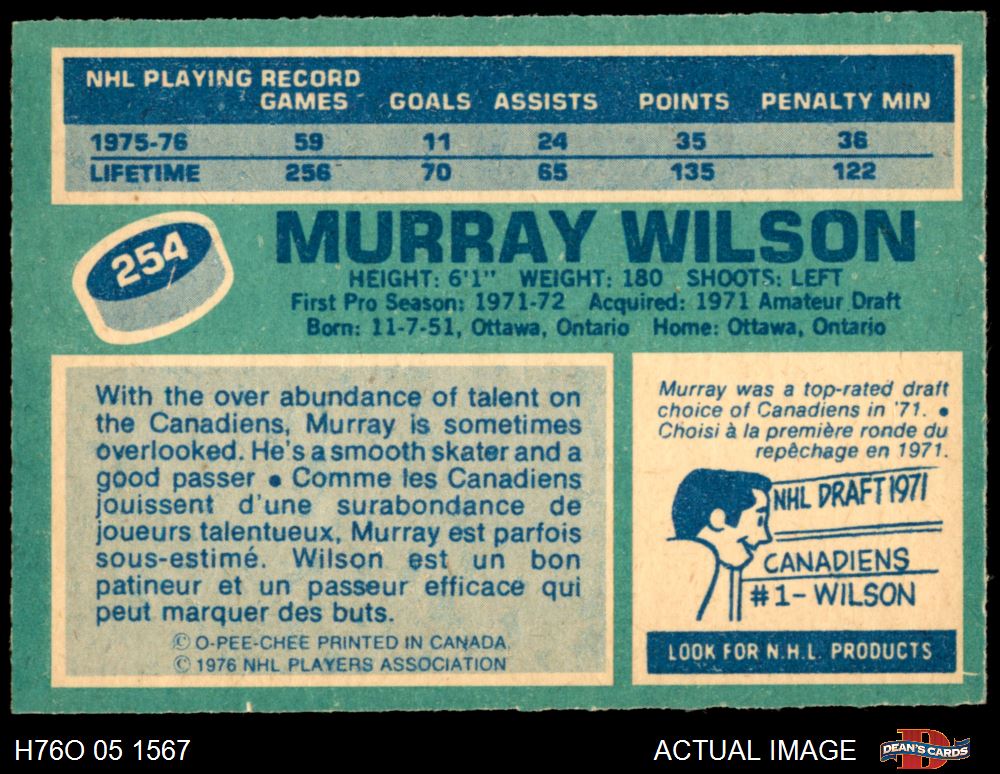 NHL PLAYING RECORD
GAMES GOALS ASSISTS POINTS PENALTY MIN
1975-76 59 11 24 35 36
LIFETIME 256 70 65 135 122
254
MURRAY WILSON
HEIGHT: 6'1" WEIGHT: 180 SHOOTS: LEFT
First Pro Season: 1971-72 Acquired: 1971 Amateur Draft
Born: 11-7-51, Ottawa, Ontario Home: Ottawa, Ontario
With the over abundance of talent on
the Canadiens, Murray is sometimes
overlooked. He's a smooth skater and a
good passer • Comme les Canadiens
jouissent d'une surabondance de
joueurs talentueux, Murray est parfois
sous-estimé. Wilson est un bon
patineur et un passeur efficace qui
peut marquer des buts.
© O-PEE-CHEE PRINTED IN CANADA
© 1976 NHL PLAYERS ASSOCIATION
Murray was a top-rated draft
choice of Canadiens in '71. •
Choisi à la première ronde du
repêchage en 1971.
NHL DRAFT 1971
CANADIENS
#1-WILSON
LOOK FOR N.H.L. PRODUCTS
H76O 05 1567
ACTUAL IMAGE
DEAN'S CARDS